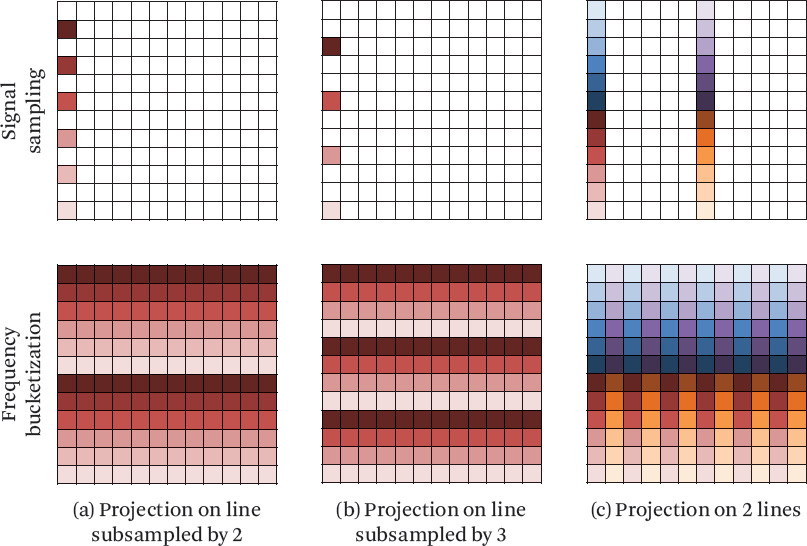 Signal
sampling
Frequency
bucketization
(a) Projection on line
subsampled by 2
(b) Projection on line
subsampled by 3
(c) Projection on 2 lines